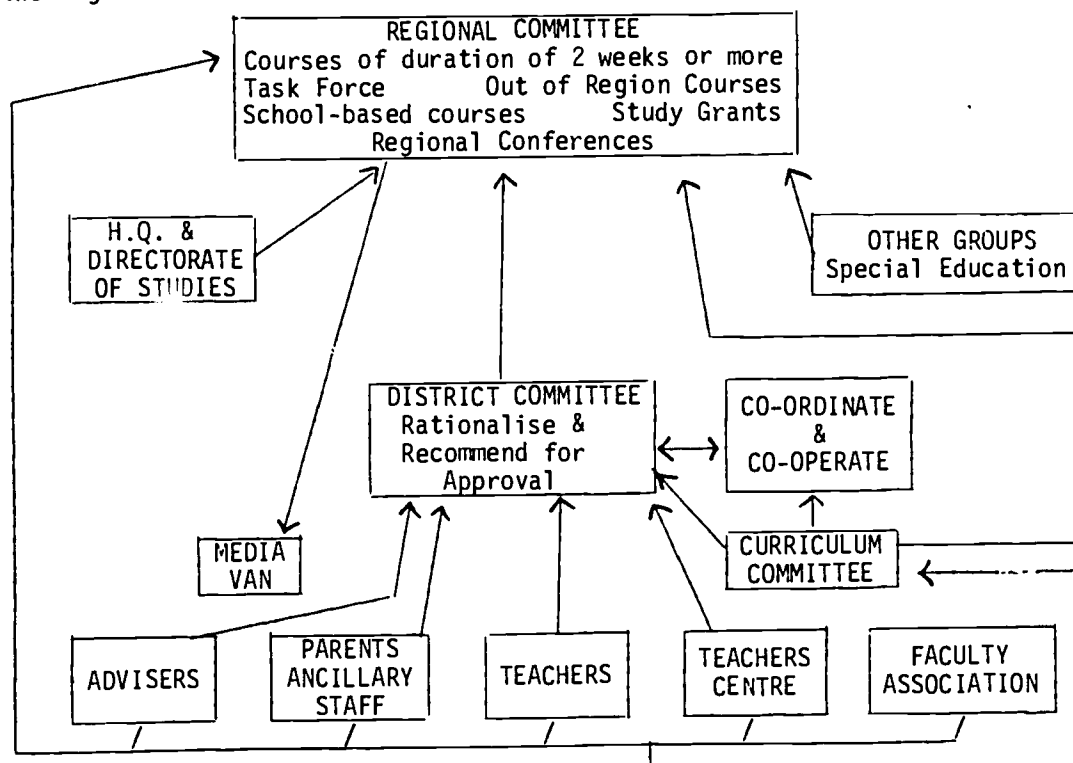 REGIONAL COMMITTEE
Courses of duration of 2 weeks or more
Task Force Out of Region Courses
School-based courses Study Grants
Regional Conferences
H.Q. &
DIRECTORATE
OF STUDIES
OTHER GROUPS
Special Education
DISTRICT COMMITTEE
Rationalise &
Recommend for
Approval
CO-ORDINATE
&
CO-OPERATE
MEDIA
VAN
CURRICULUM
COMMITTEE
ADVISERS
PARENTS
ANCILLARY
STAFF
TEACHERS
TEACHERS
CENTRE
FACULTY
ASSOCIATION